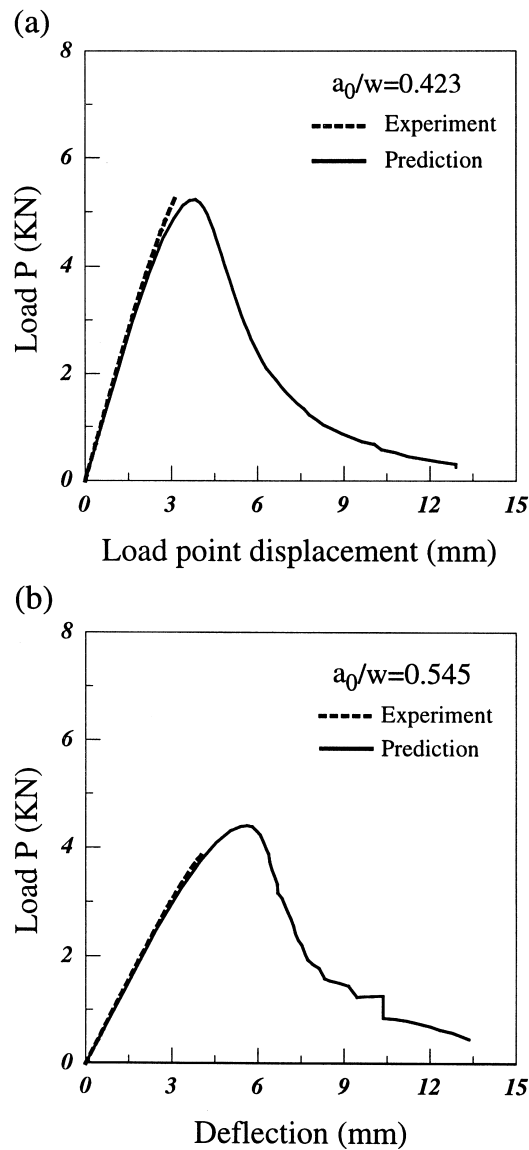 (a)
8
6
4
2
0
Load P (KN)
a0/w=0.423
Experiment
Prediction
0 3 6 9 12 15
Load point displacement (mm)
(b)
8
6
4
2
0
Load P (KN)
a0/w=0.545
Experiment
Prediction
0 3 6 9 12 15
Deflection (mm)